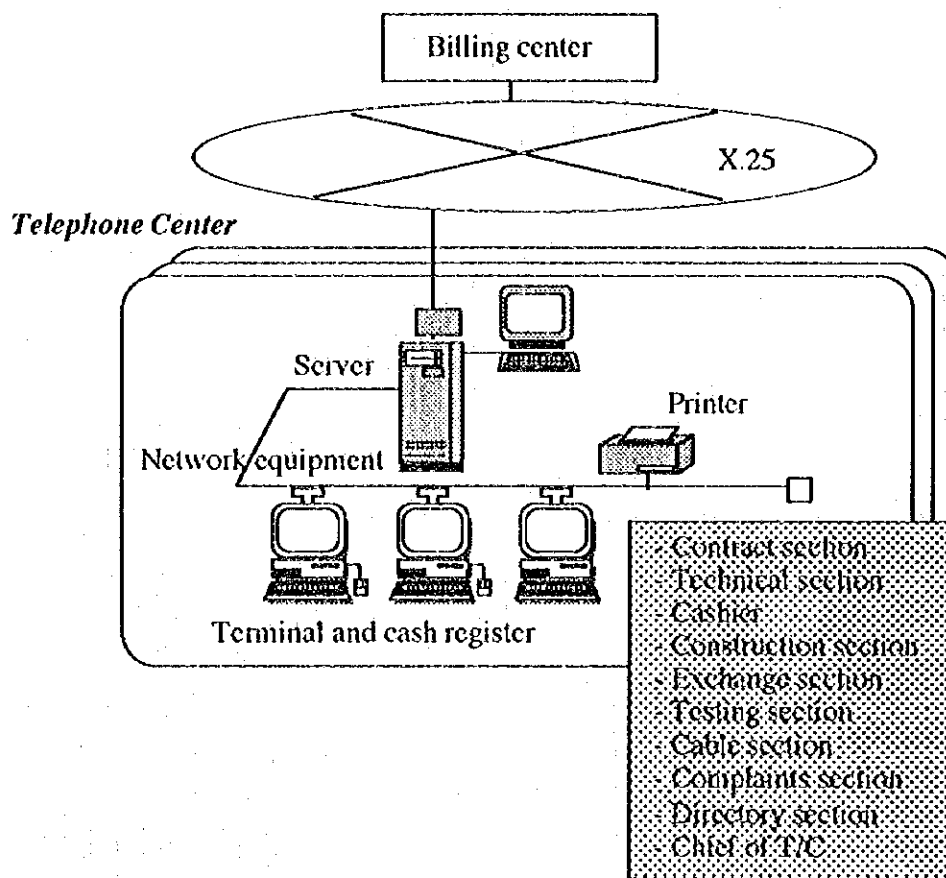 Billing center
X.25
Telephone Center
Server
Printer
Network equipment
Terminal and cash register
- Contract section
- Technical section
- Cashier
- Construction section
- Exchange section
- Testing section
- Cable section
- Complaints section
- Directory section
- Chief of T/C